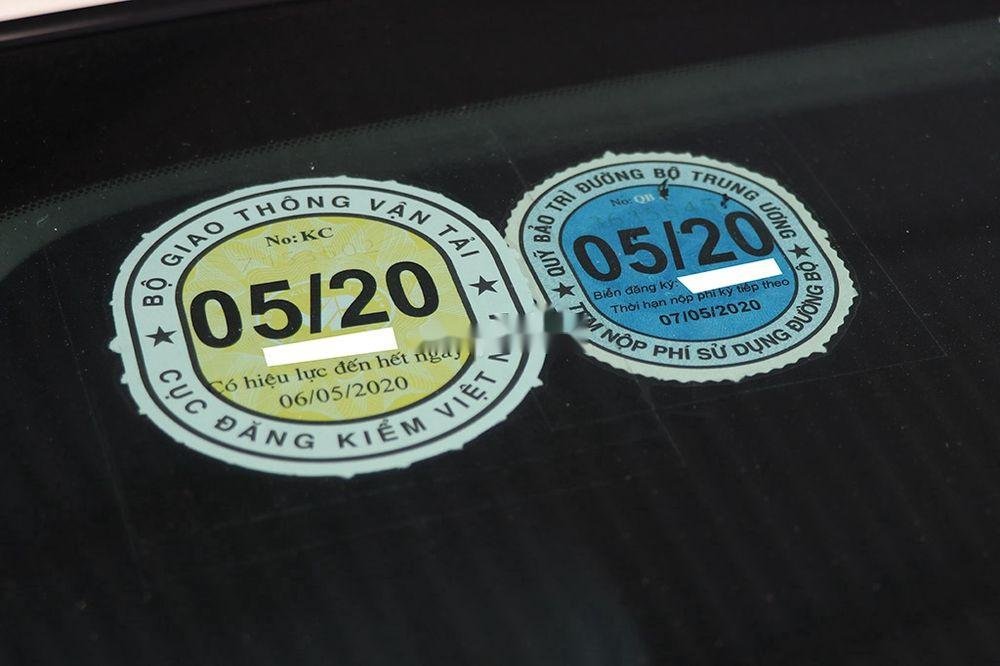 BỘ GIAO THÔNG VẬN TẢI
No: KC
05/20
Có hiệu lực đến hết ngày
06/05/2020
CỤC ĐĂNG KIỂM VIỆT
QUỸ BẢO TRÌ ĐƯỜNG BỘ TRUNG ƯƠNG
No: QB
05/20
Biển đăng ký:
Thời hạn nộp phí kỳ tiếp theo
07/05/2020
TEM NỘP PHÍ SỬ DỤNG ĐƯỜNG BỘ